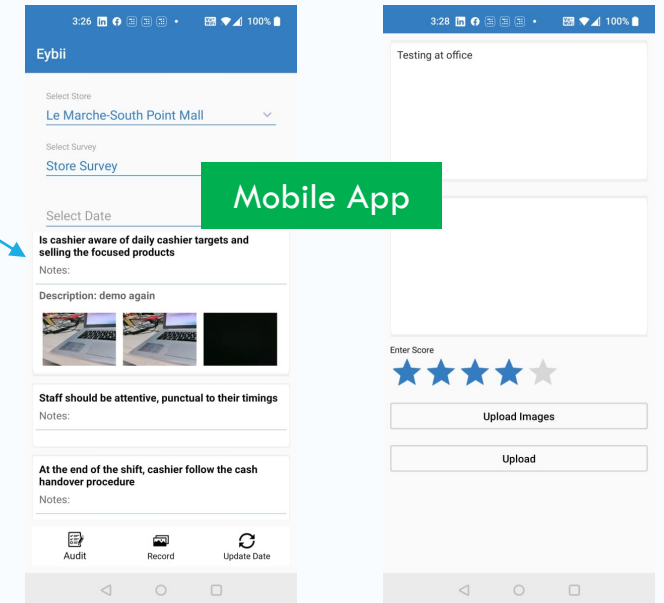 3:26
100%
Eybii
Select Store
Le Marche-South Point Mall
Select Survey
Store Survey
Select Date
Is cashier aware of daily cashier targets and
selling the focused products
Notes:
Description: demo again
Staff should be attentive, punctual to their timings
Notes:
At the end of the shift, cashier follow the cash
handover procedure
Notes:
Audit
Record
Update Date
Mobile App
3:28
100%
Testing at office
Enter Score
Upload Images
Upload